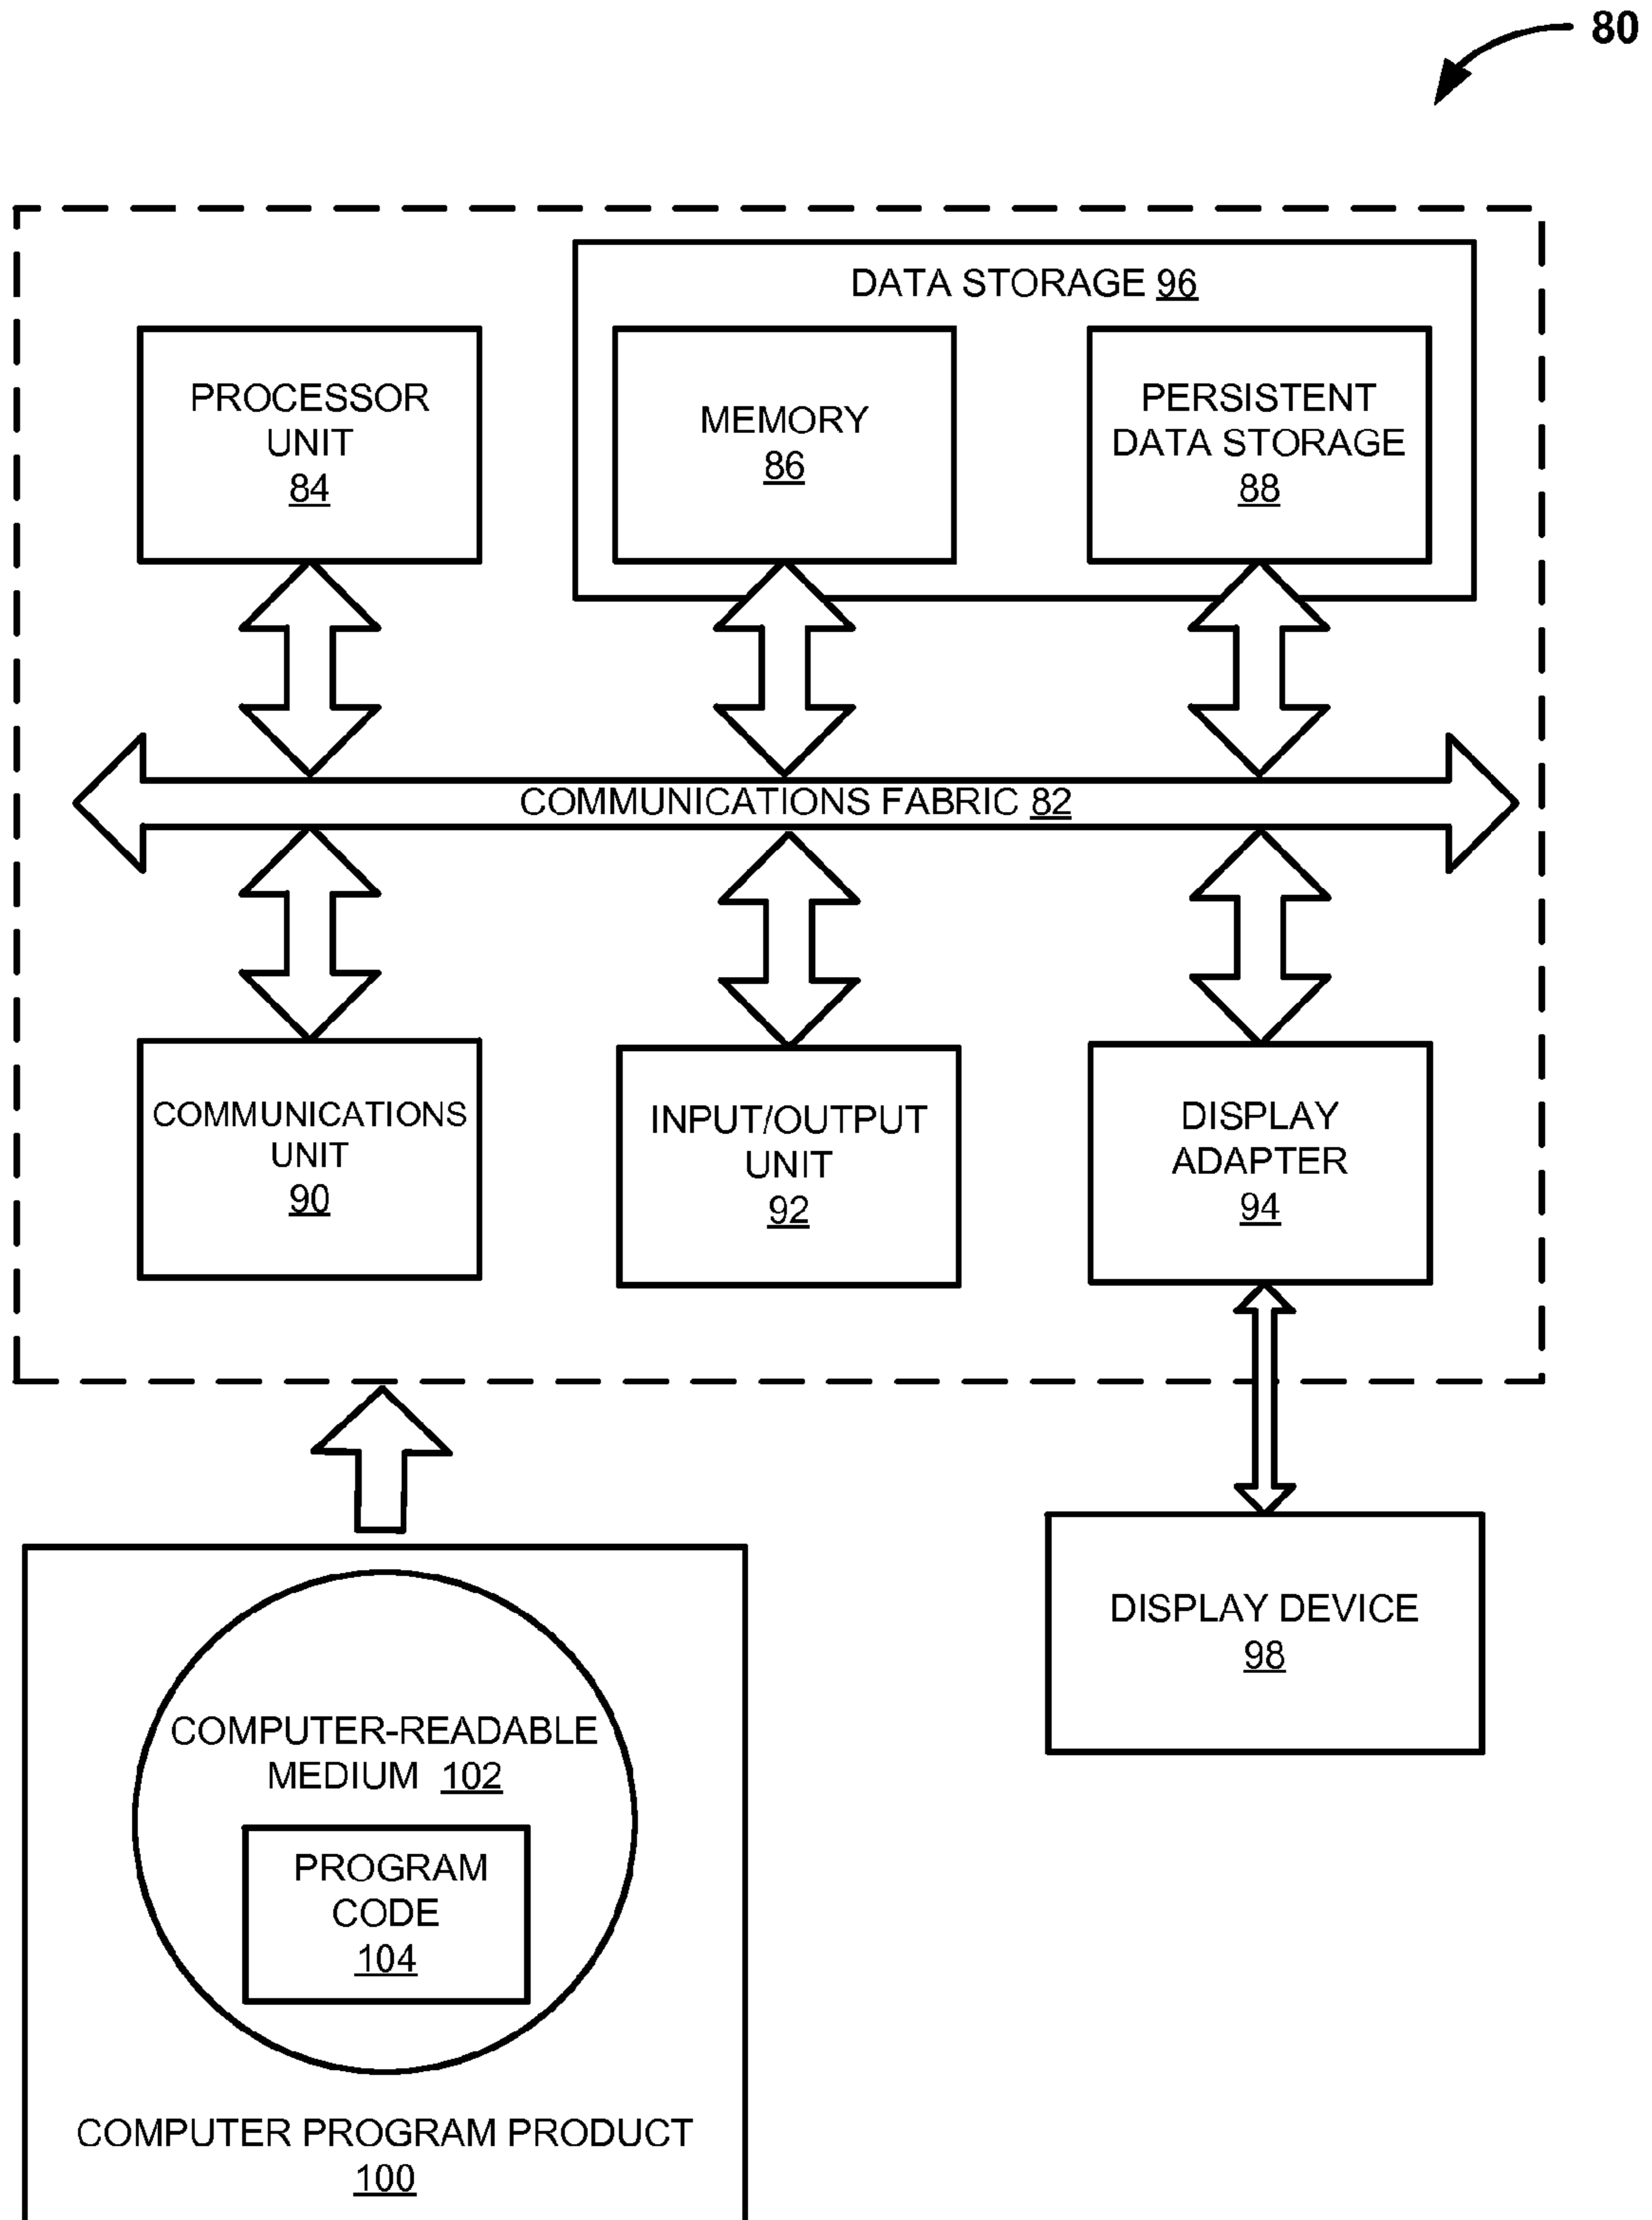 80
DATA STORAGE 96
PROCESSOR
UNIT
84
MEMORY
86
PERSISTENT
DATA STORAGE
88
COMMUNICATIONS FABRIC 82
COMMUNICATIONS
UNIT
90
INPUT/OUTPUT
UNIT
92
DISPLAY
ADAPTER
94
DISPLAY DEVICE
98
COMPUTER-READABLE
MEDIUM 102
PROGRAM
CODE
104
COMPUTER PROGRAM PRODUCT
100